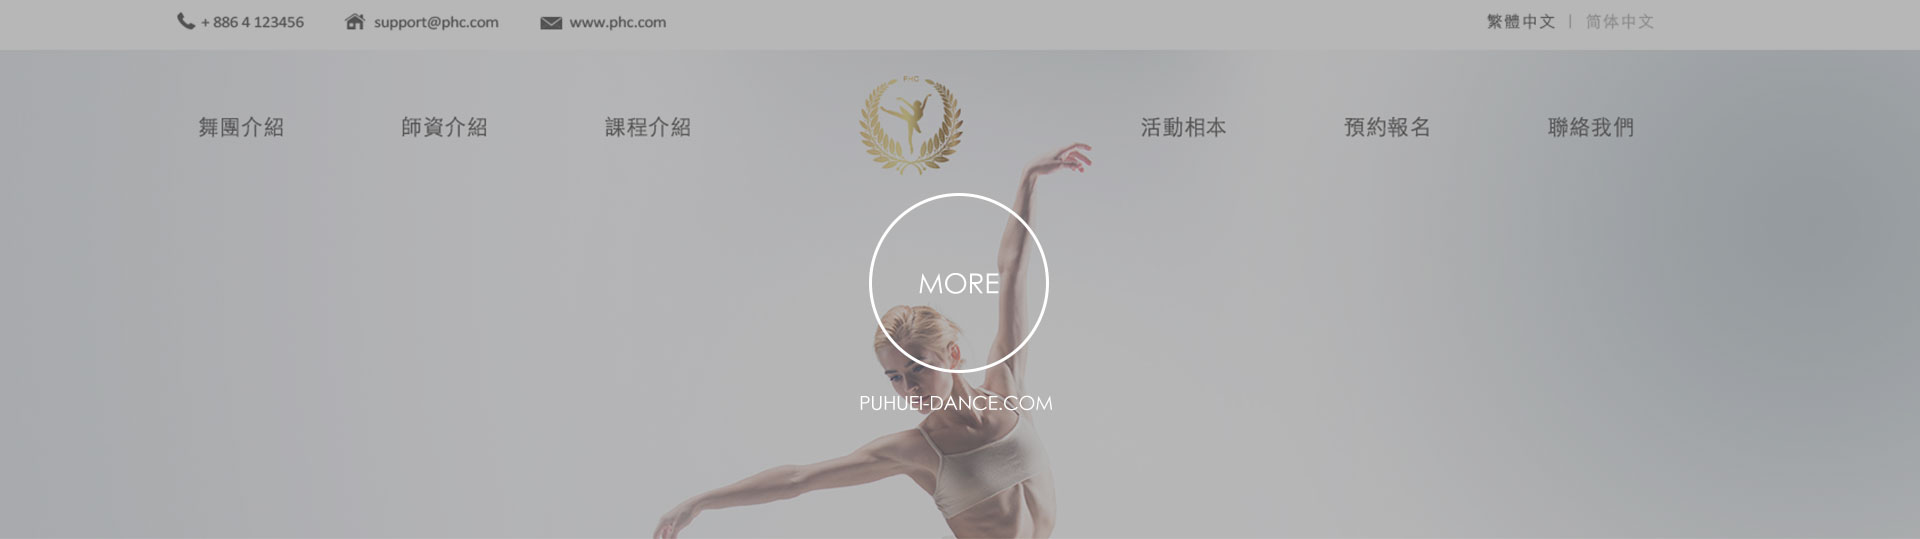 + 886 4 123456 support@phc.com www.phc.com 繁體中文 | 简体中文
PHC
舞團介紹 師資介紹 課程介紹 活動相本 預約報名 聯絡我們
MORE
PUHUEI-DANCE.COM